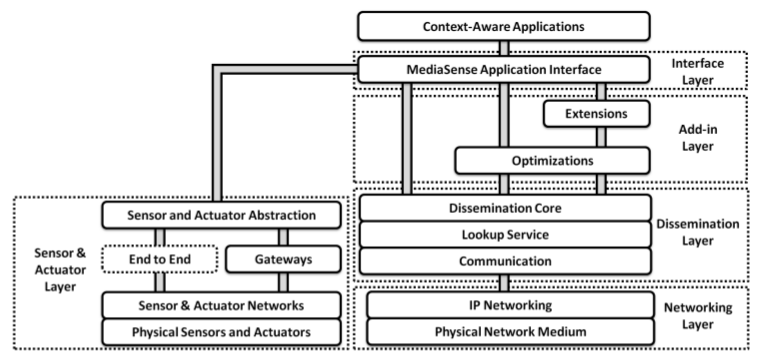 Context-Aware Applications
MediaSense Application Interface
Interface
Layer
Extensions
Add-in
Layer
Optimizations
Sensor and Actuator Abstraction
Dissemination Core
Dissemination
Layer
Lookup Service
Sensor &
Actuator
Layer
End to End
Gateways
Communication
Sensor & Actuator Networks
IP Networking
Networking
Layer
Physical Sensors and Actuators
Physical Network Medium